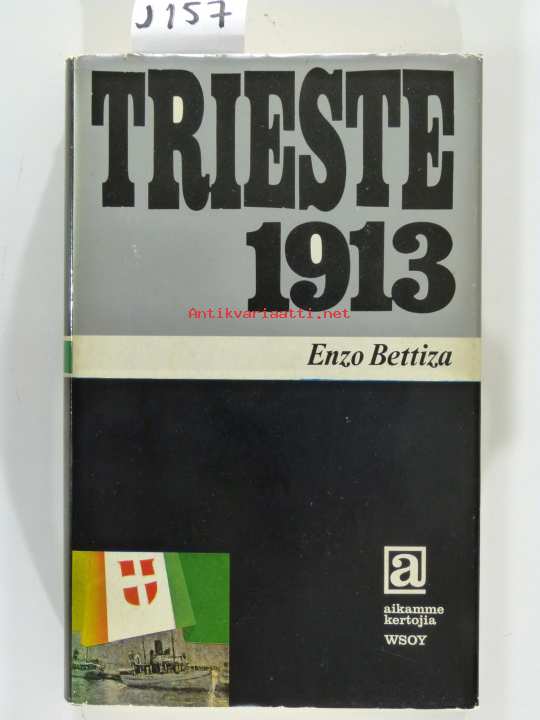 J157
TRIESTE
1913
Antikvariaatti.net
Enzo Bettiza
a
aikamme
kertojia
WSOY